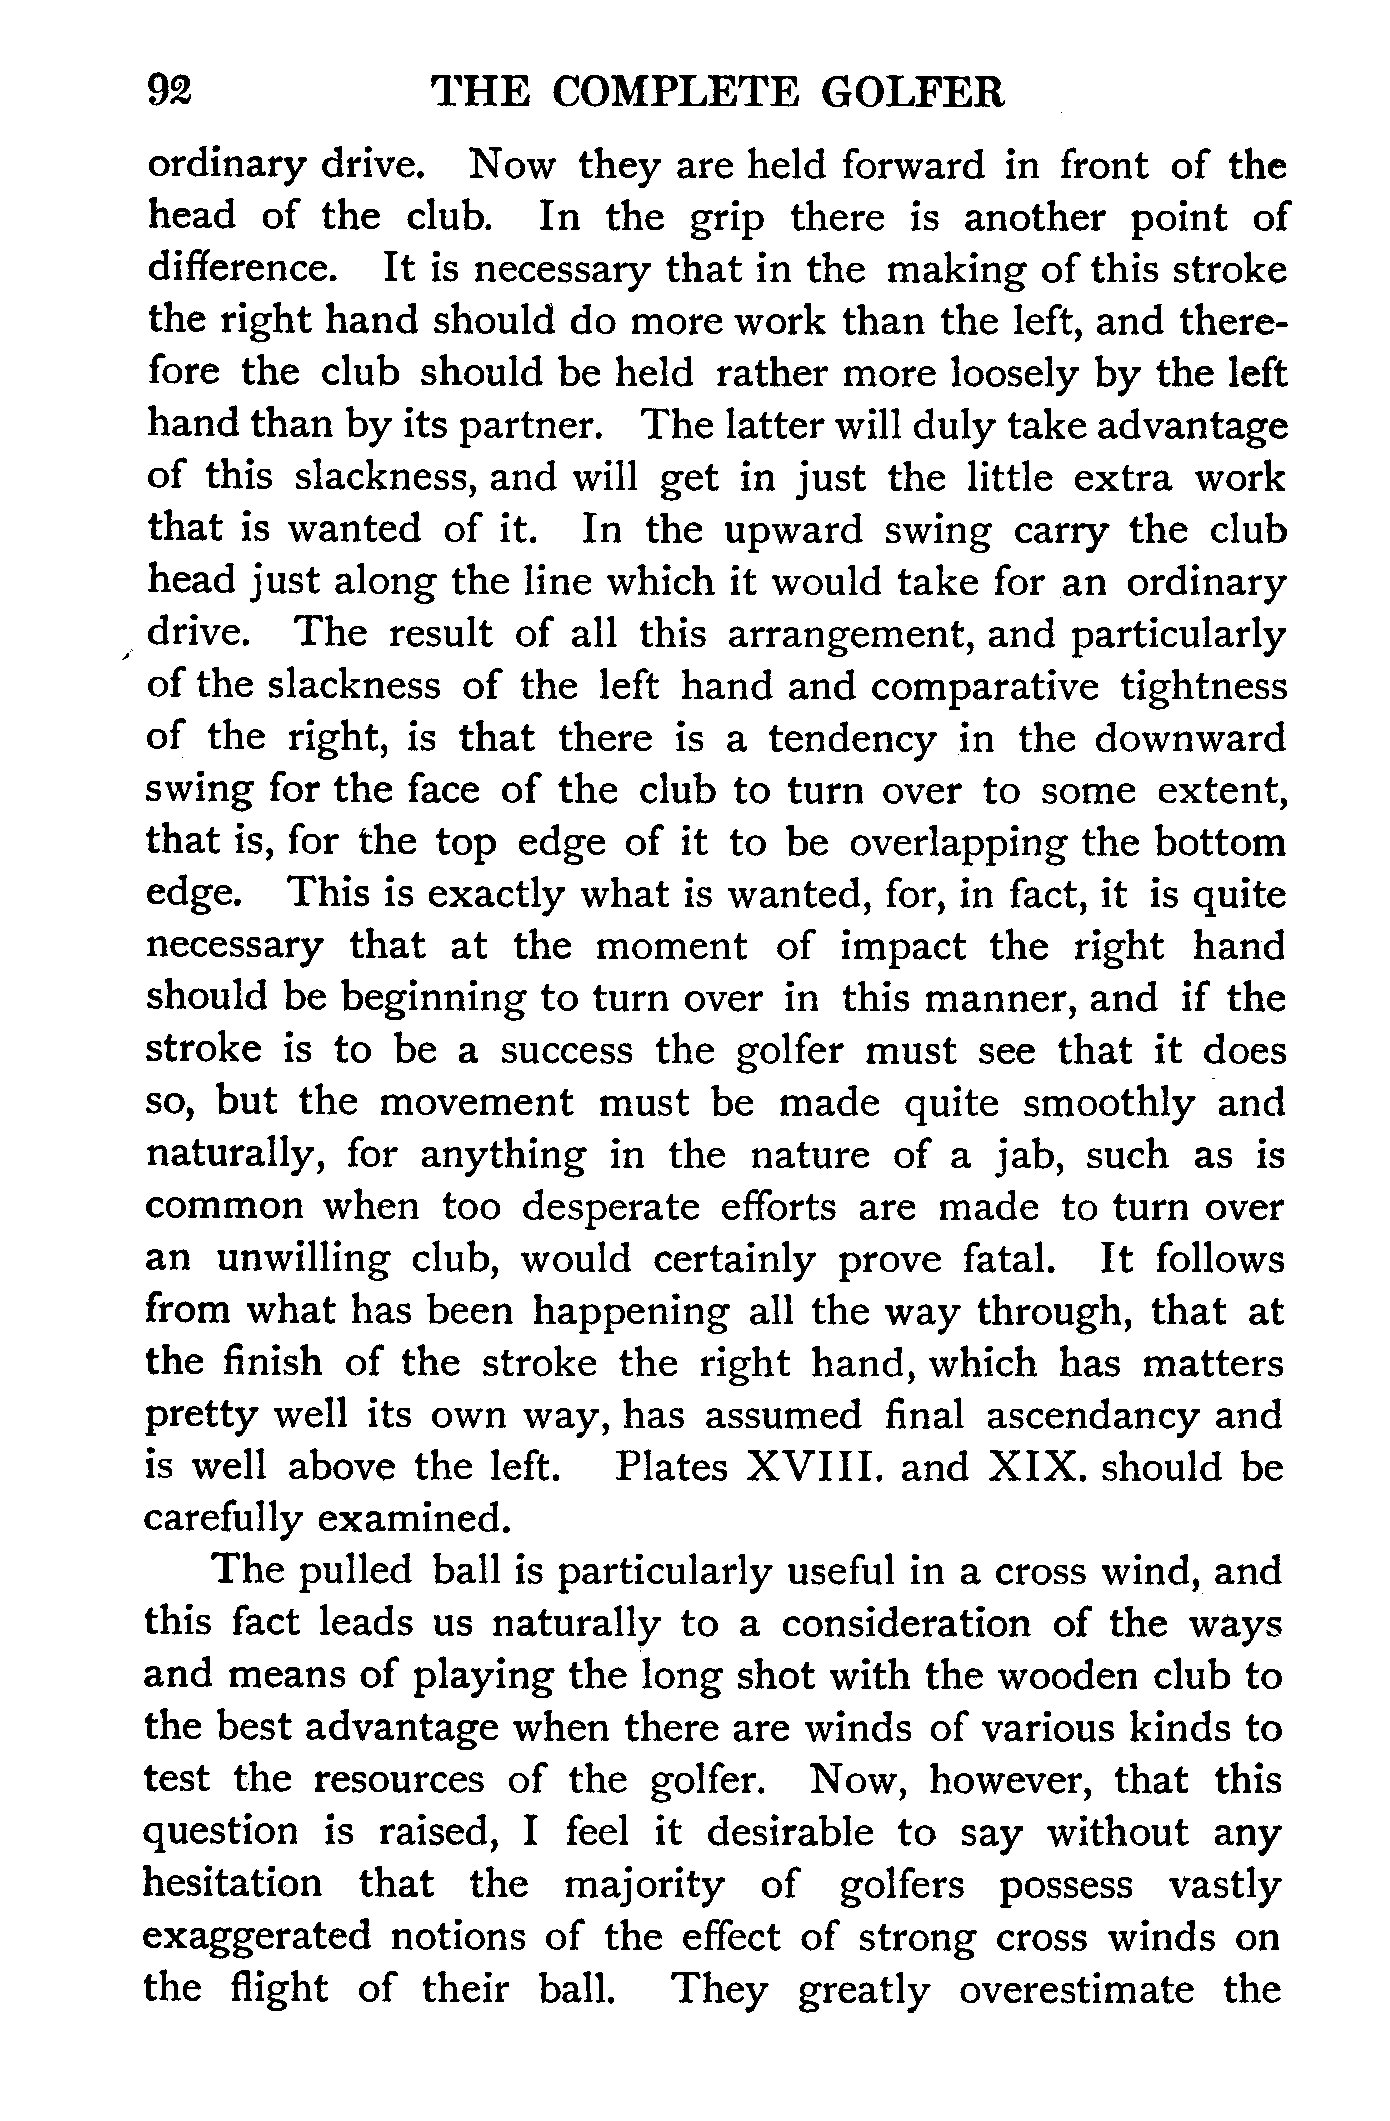 92 THE COMPLETE GOLFER
ordinary drive. Now they are held forward in front of the
head of the club. In the grip there is another point of
difference. It is necessary that in the making of this stroke
the right hand should do more work than the left, and there-
fore the club should be held rather more loosely by the left
hand than by its partner. The latter will duly take advantage
of this slackness, and will get in just the little extra work
that is wanted of it. In the upward swing carry the club
head just along the line which it would take for an ordinary
drive. The result of all this arrangement, and particularly
of the slackness of the left hand and comparative tightness
of the right, is that there is a tendency in the downward
swing for the face of the club to turn over to some extent,
that is, for the top edge of it to be overlapping the bottom
edge. This is exactly what is wanted, for, in fact, it is quite
necessary that at the moment of impact the right hand
should be beginning to turn over in this manner, and if the
stroke is to be a success the golfer must see that it does
so, but the movement must be made quite smoothly and
naturally, for anything in the nature of a jab, such as is
common when too desperate efforts are made to turn over
an unwilling club, would certainly prove fatal. It follows
from what has been happening all the way through, that at
the finish of the stroke the right hand, which has matters
pretty well its own way, has assumed final ascendancy and
is well above the left. Plates XVIII. and XIX. should be
carefully examined.
The pulled ball is particularly useful in a cross wind, and
this fact leads us naturally to a consideration of the ways
and means of playing the long shot with the wooden club to
the best advantage when there are winds of various kinds to
test the resources of the golfer. Now, however, that this
question is raised, I feel it desirable to say without any
hesitation that the majority of golfers possess vastly
exaggerated notions of the effect of strong cross winds on
the flight of their ball. They greatly overestimate the